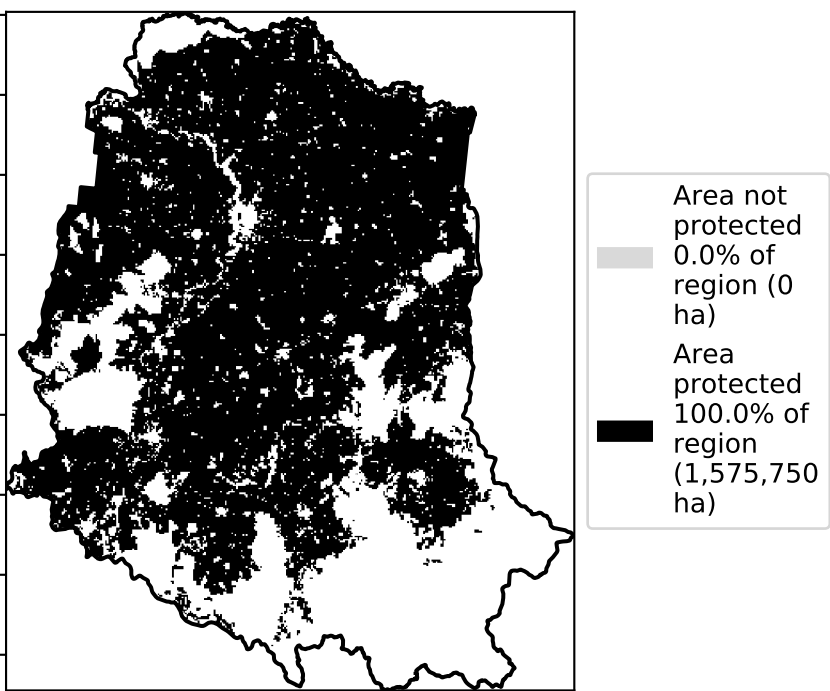 Area not
protected
0.0% of
region (0
ha)
Area
protected
100.0% of
region
(1,575,750
ha)